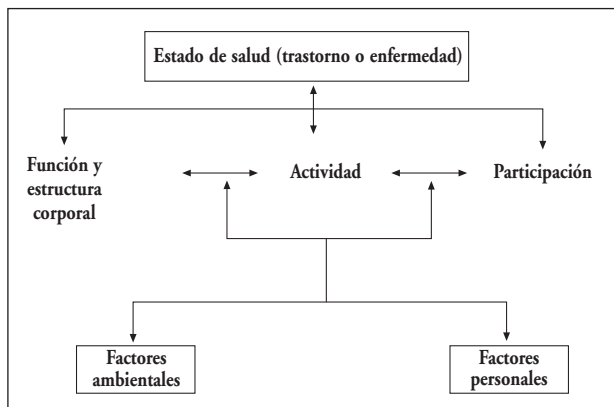 Estado de salud (trastorno o enfermedad)
Función y
estructura
corporal
Actividad
Participación
Factores
ambientales
Factores
personales